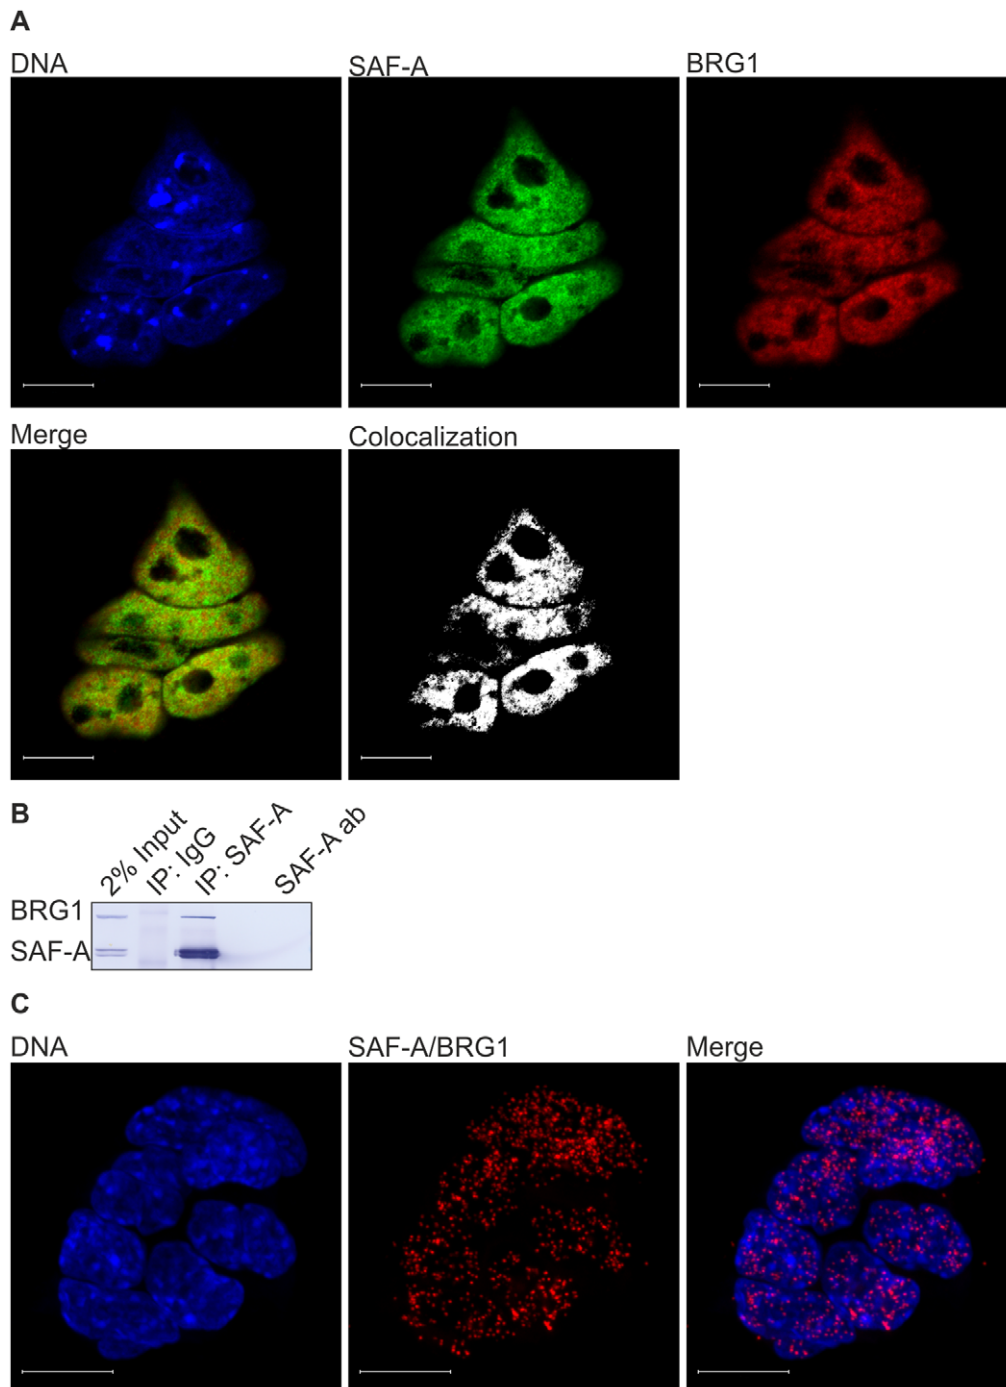 A
DNA SAF-A BRG1
Merge Colocalization
B
2% Input IP: IgG IP: SAF-A SAF-A ab
BRG1
SAF-A
C
DNA SAF-A/BRG1 Merge